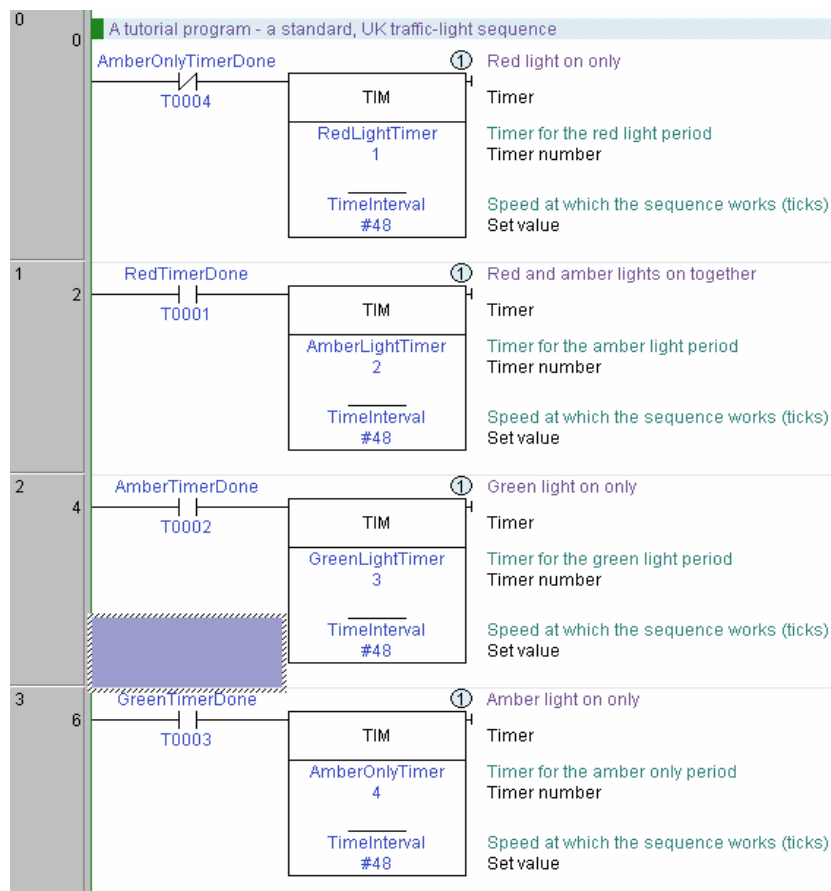 0
0
A tutorial program - a standard, UK traffic-light sequence
AmberOnlyTimerDone
1 Red light on only
T0004
TIM
Timer
RedLightTimer
Timer for the red light period
1
Timer number
TimeInterval
Speed at which the sequence works (ticks)
#48
Set value
1
2
RedTimerDone
1 Red and amber lights on together
T0001
TIM
Timer
AmberLightTimer
Timer for the amber light period
2
Timer number
TimeInterval
Speed at which the sequence works (ticks)
#48
Set value
2
4
AmberTimerDone
1 Green light on only
T0002
TIM
Timer
GreenLightTimer
Timer for the green light period
3
Timer number
TimeInterval
Speed at which the sequence works (ticks)
#48
Set value
3
6
GreenTimerDone
1 Amber light on only
T0003
TIM
Timer
AmberOnlyTimer
Timer for the amber only period
4
Timer number
TimeInterval
Speed at which the sequence works (ticks)
#48
Set value